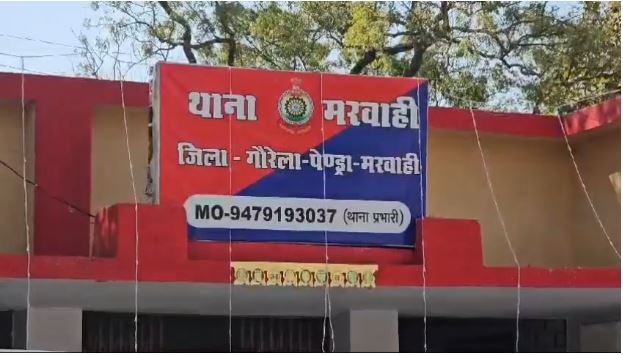 थाना मरवाही
जिला - गौरेला-पेण्ड्रा-मरवाही
MO-9479193037 (थाना प्रभारी)